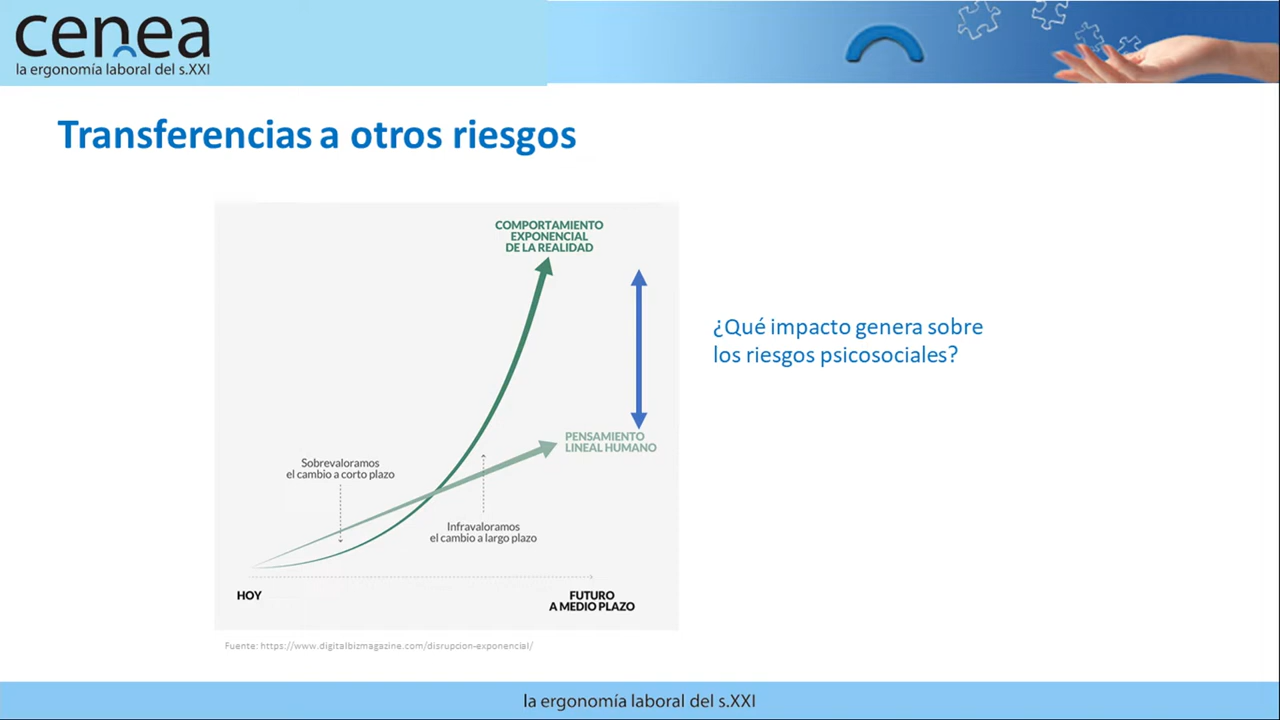 cenea
la ergonomía laboral del s.XXI
Transferencias a otros riesgos
COMPORTAMIENTO
EXPONENCIAL
DE LA REALIDAD
¿Qué impacto genera sobre
los riesgos psicosociales?
PENSAMIENTO
LINEAL HUMANO
Sobrevaloramos
el cambio a corto plazo
Infravaloramos
el cambio a largo plazo
HOY
FUTURO
A MEDIO PLAZO
Fuente: https://www.digitalbizmagazine.com/disrupcion-exponencial/
la ergonomía laboral del s.XXI